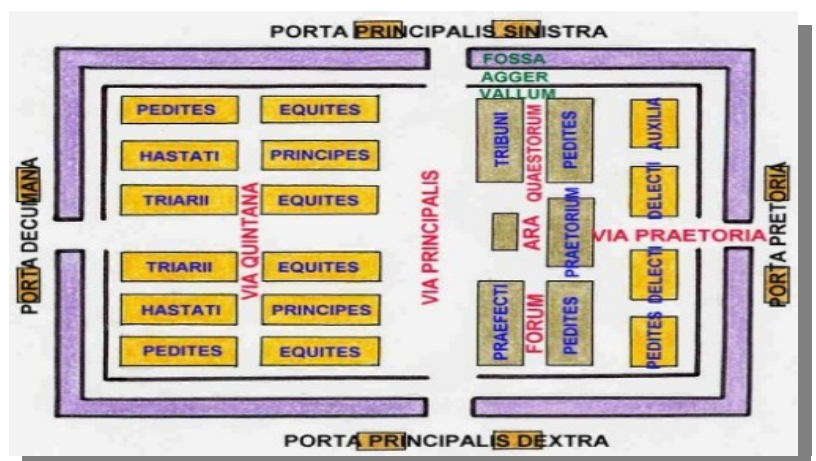 PORTA PRINCIPALIS SINISTRA
FOSSA
AGGER
VALLUM
PEDITES
EQUITES
HASTATI
PRINCIPES
TRIARII
EQUITES
TRIARII
EQUITES
HASTATI
PRINCIPES
PEDITES
EQUITES
PORTA DECUMANA
VIA QUINTANA
VIA PRINCIPALIS
TRIBUNI
QUAESTORUM
PEDITES
AUXILIA
DELECTI
ARA
PRAETORIUM
VIA PRAETORIA
PORTA PRETORIA
PRAEFECTI
FORUM
PEDITES
DELECTI
PEDITES
PORTA PRINCIPALIS DEXTRA